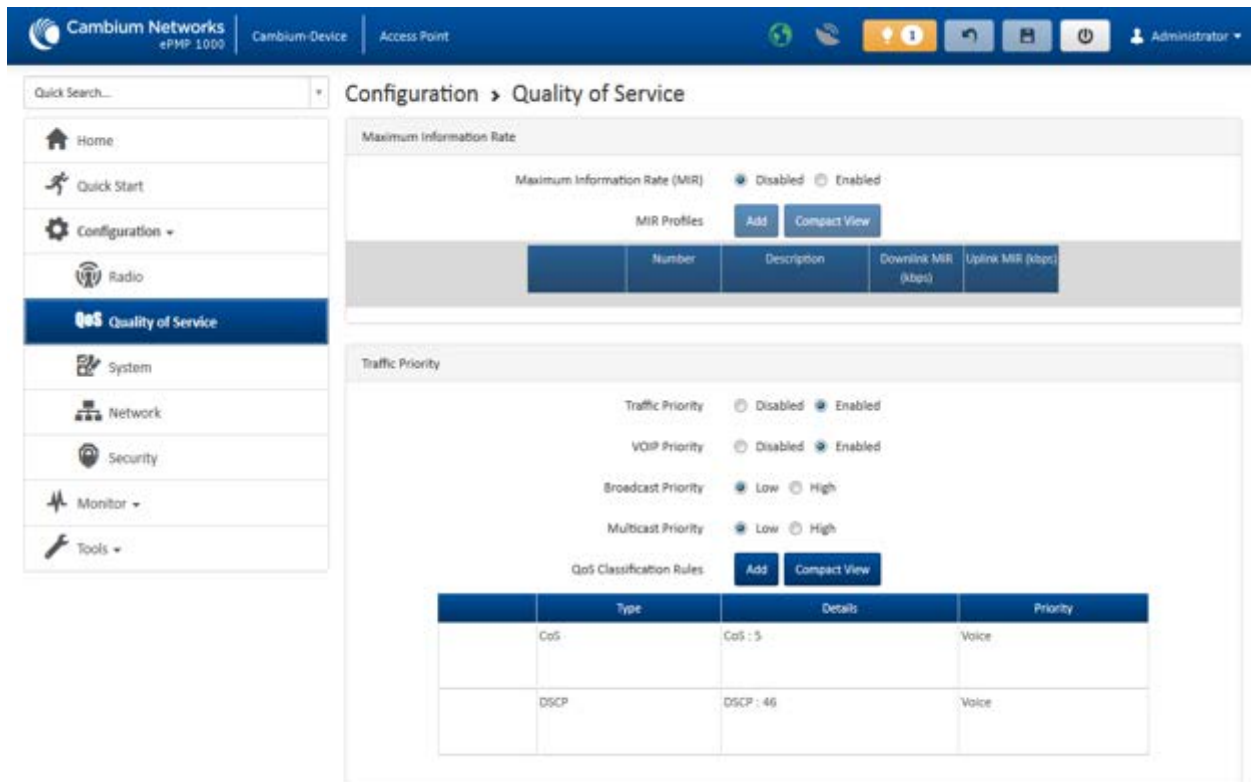 Cambium Networks
ePMP 1000
Cambium-Device
Access Point
1
Administrator
Quick Search...
Home
Quick Start
Configuration
Radio
QoS Quality of Service
System
Network
Security
Monitor
Tools
Configuration > Quality of Service
Maximum Information Rate
Maximum Information Rate (MIR) Disabled Enabled
MIR Profiles Add Compact View
Number Description Downlink MIR (kbps) Uplink MIR (kbps)
Traffic Priority
Traffic Priority Disabled Enabled
VOIP Priority Disabled Enabled
Broadcast Priority Low High
Multicast Priority Low High
QoS Classification Rules Add Compact View
Type Details Priority
CoS CoS : 5 Voice
DSCP DSCP : 46 Voice